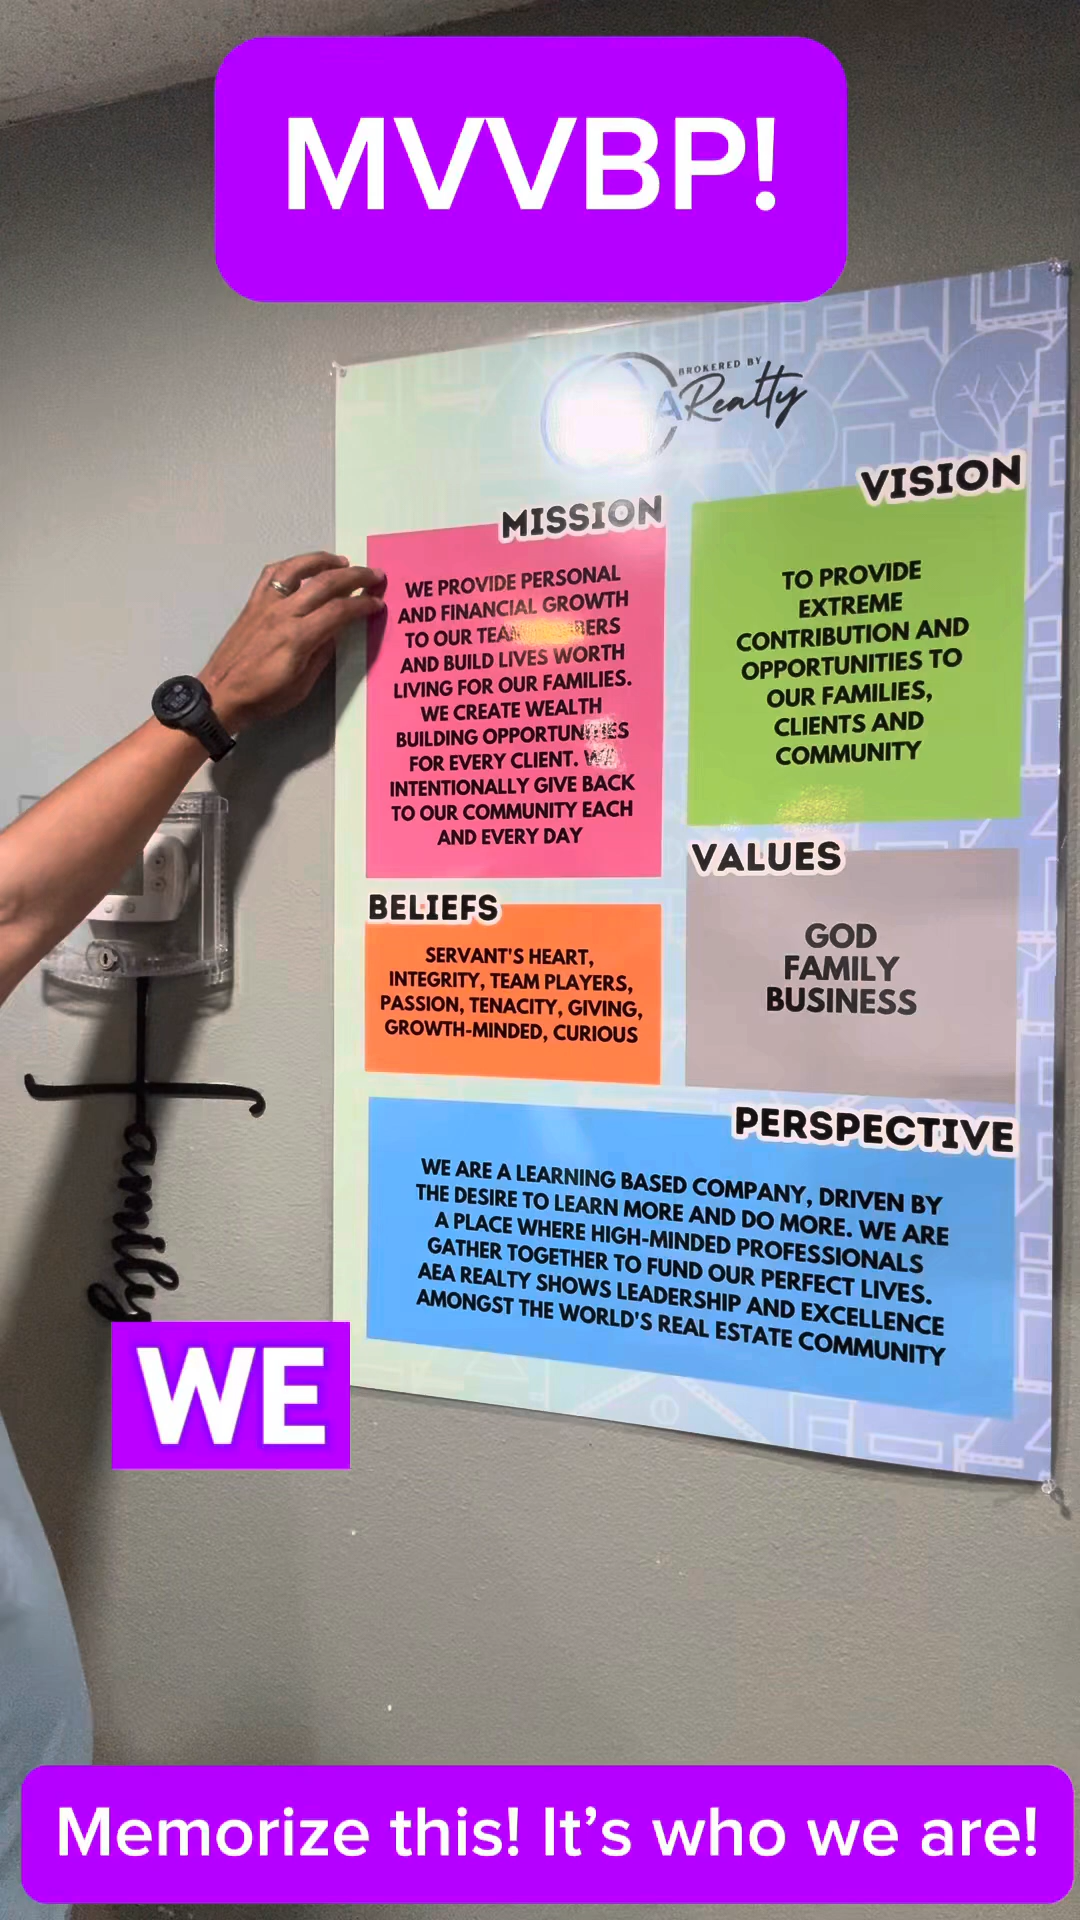 MVVBP!
BROKERED BY
Realty
MISSION
WE PROVIDE PERSONAL
AND FINANCIAL GROWTH
TO OUR
AND BUILD LIVES WORTH
LIVING FOR OUR FAMILIES.
WE CREATE WEALTH
BUILDING OPPORTUNITIES
FOR EVERY CLIENT.
INTENTIONALLY GIVE BACK
TO OUR COMMUNITY EACH
AND EVERY DAY
VISION
TO PROVIDE
EXTREME
CONTRIBUTION AND
OPPORTUNITIES TO
OUR FAMILIES,
CLIENTS AND
COMMUNITY
BELIEFS
SERVANT'S HEART,
INTEGRITY, TEAM PLAYERS,
PASSION, TENACITY, GIVING,
GROWTH-MINDED, CURIOUS
VALUES
GOD
FAMILY
BUSINESS
PERSPECTIVE
WE ARE A LEARNING BASED COMPANY, DRIVEN BY
THE DESIRE TO LEARN MORE AND DO MORE. WE ARE
A PLACE WHERE HIGH-MINDED PROFESSIONALS
GATHER TOGETHER TO FUND OUR PERFECT LIVES.
AEA REALTY SHOWS LEADERSHIP AND EXCELLENCE
AMONGST THE WORLD'S REAL ESTATE COMMUNITY
family
WE
Memorize this! It's who we are!